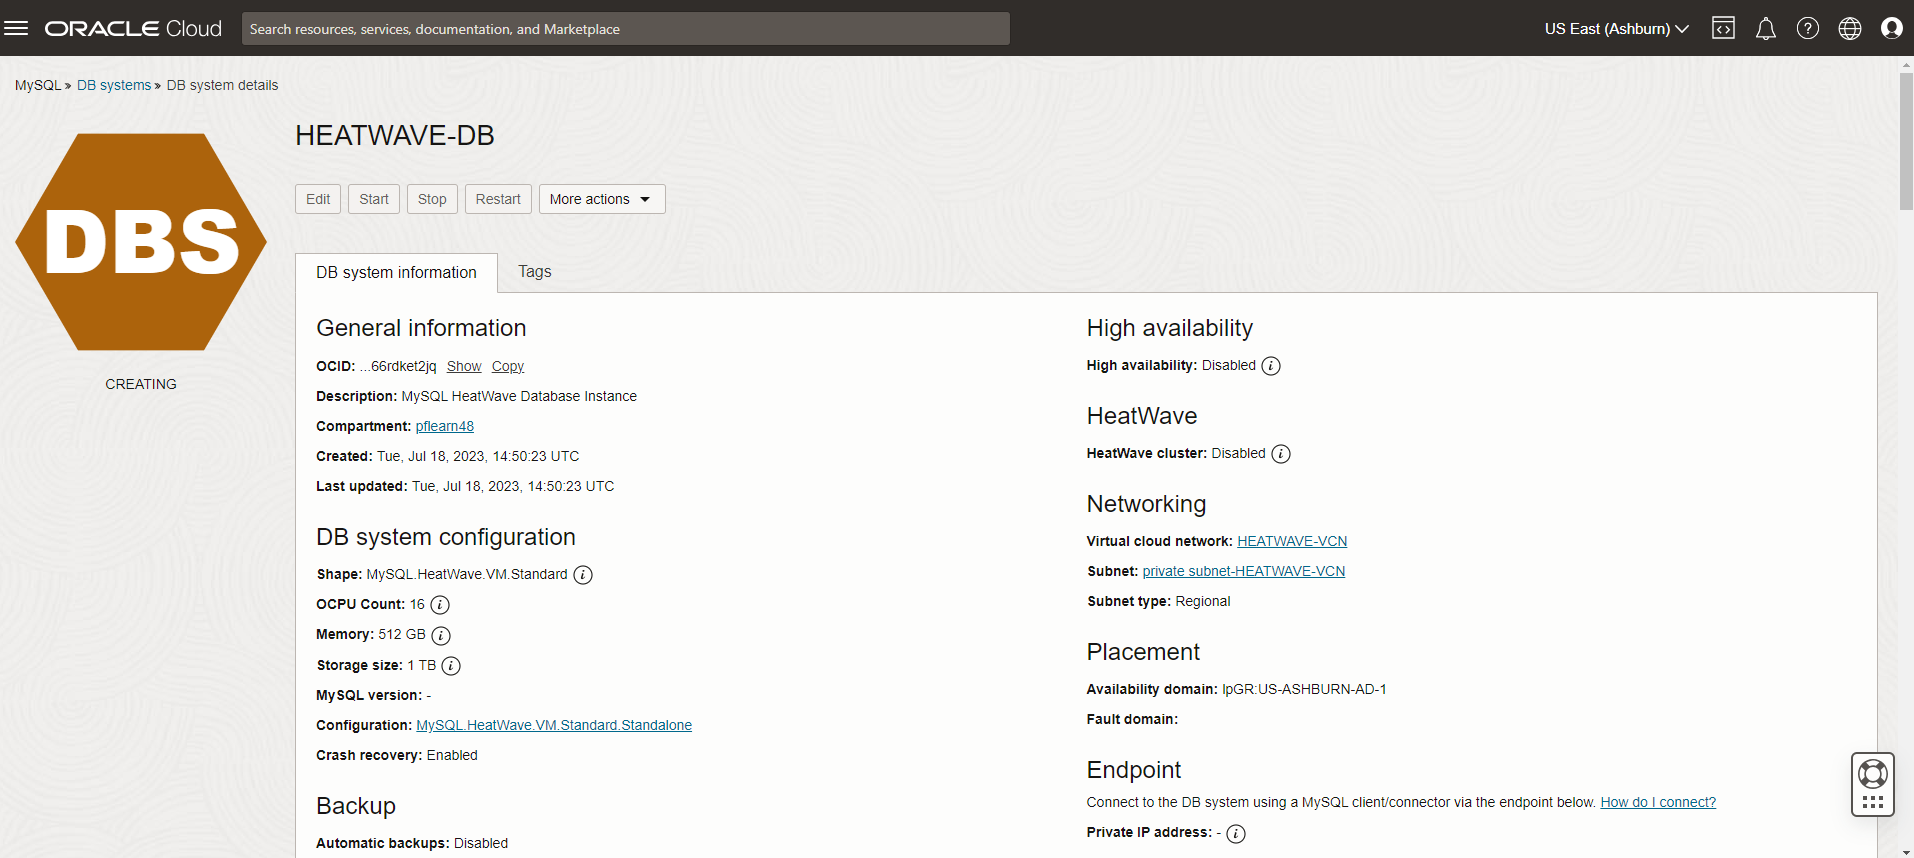 ORACLE Cloud
Search resources, services, documentation, and Marketplace
US East (Ashburn)
MySQL » DB systems » DB system details
DBS
CREATING
HEATWAVE-DB
Edit
Start
Stop
Restart
More actions
DB system information
Tags
General information
OCID: ...66rdket2jq Show Copy
Description: MySQL HeatWave Database Instance
Compartment: pflearn48
Created: Tue, Jul 18, 2023, 14:50:23 UTC
Last updated: Tue, Jul 18, 2023, 14:50:23 UTC
DB system configuration
Shape: MySQL.HeatWave.VM.Standard
OCPU Count: 16
Memory: 512 GB
Storage size: 1 TB
MySQL version: -
Configuration: MySQL.HeatWave.VM.Standard.Standalone
Crash recovery: Enabled
Backup
Automatic backups: Disabled
High availability
High availability: Disabled
HeatWave
HeatWave cluster: Disabled
Networking
Virtual cloud network: HEATWAVE-VCN
Subnet: private subnet-HEATWAVE-VCN
Subnet type: Regional
Placement
Availability domain: IpGR:US-ASHBURN-AD-1
Fault domain:
Endpoint
Connect to the DB system using a MySQL client/connector via the endpoint below. How do I connect?
Private IP address: -